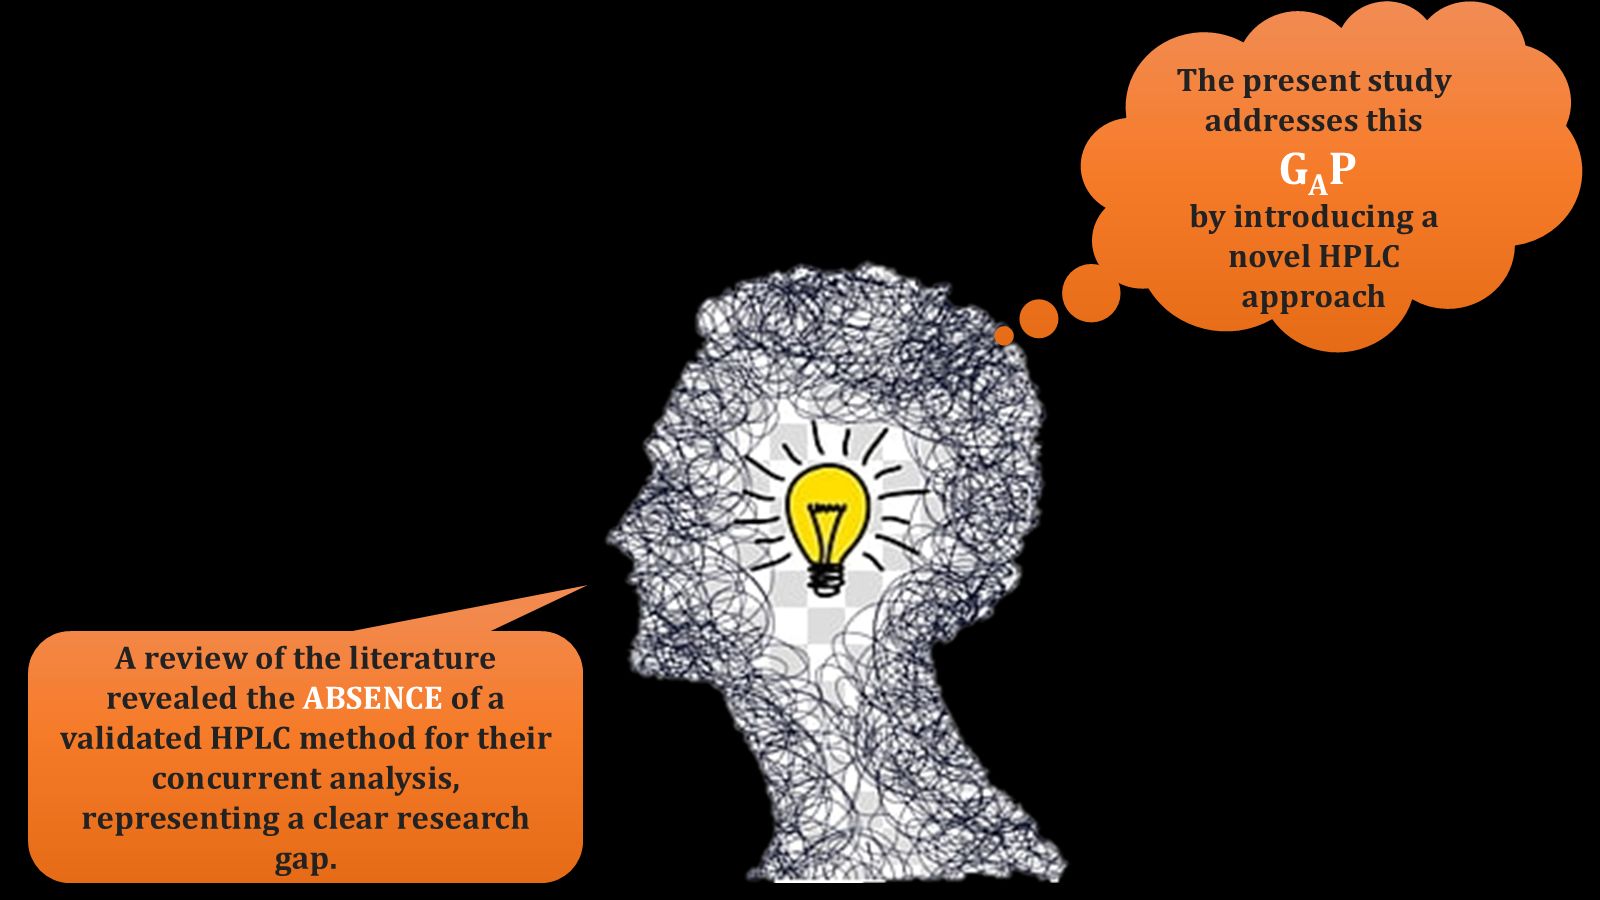 The present study
addresses this
GAP
by introducing a
novel HPLC
approach
A review of the literature
revealed the ABSENCE of a
validated HPLC method for their
concurrent analysis,
representing a clear research
gap.